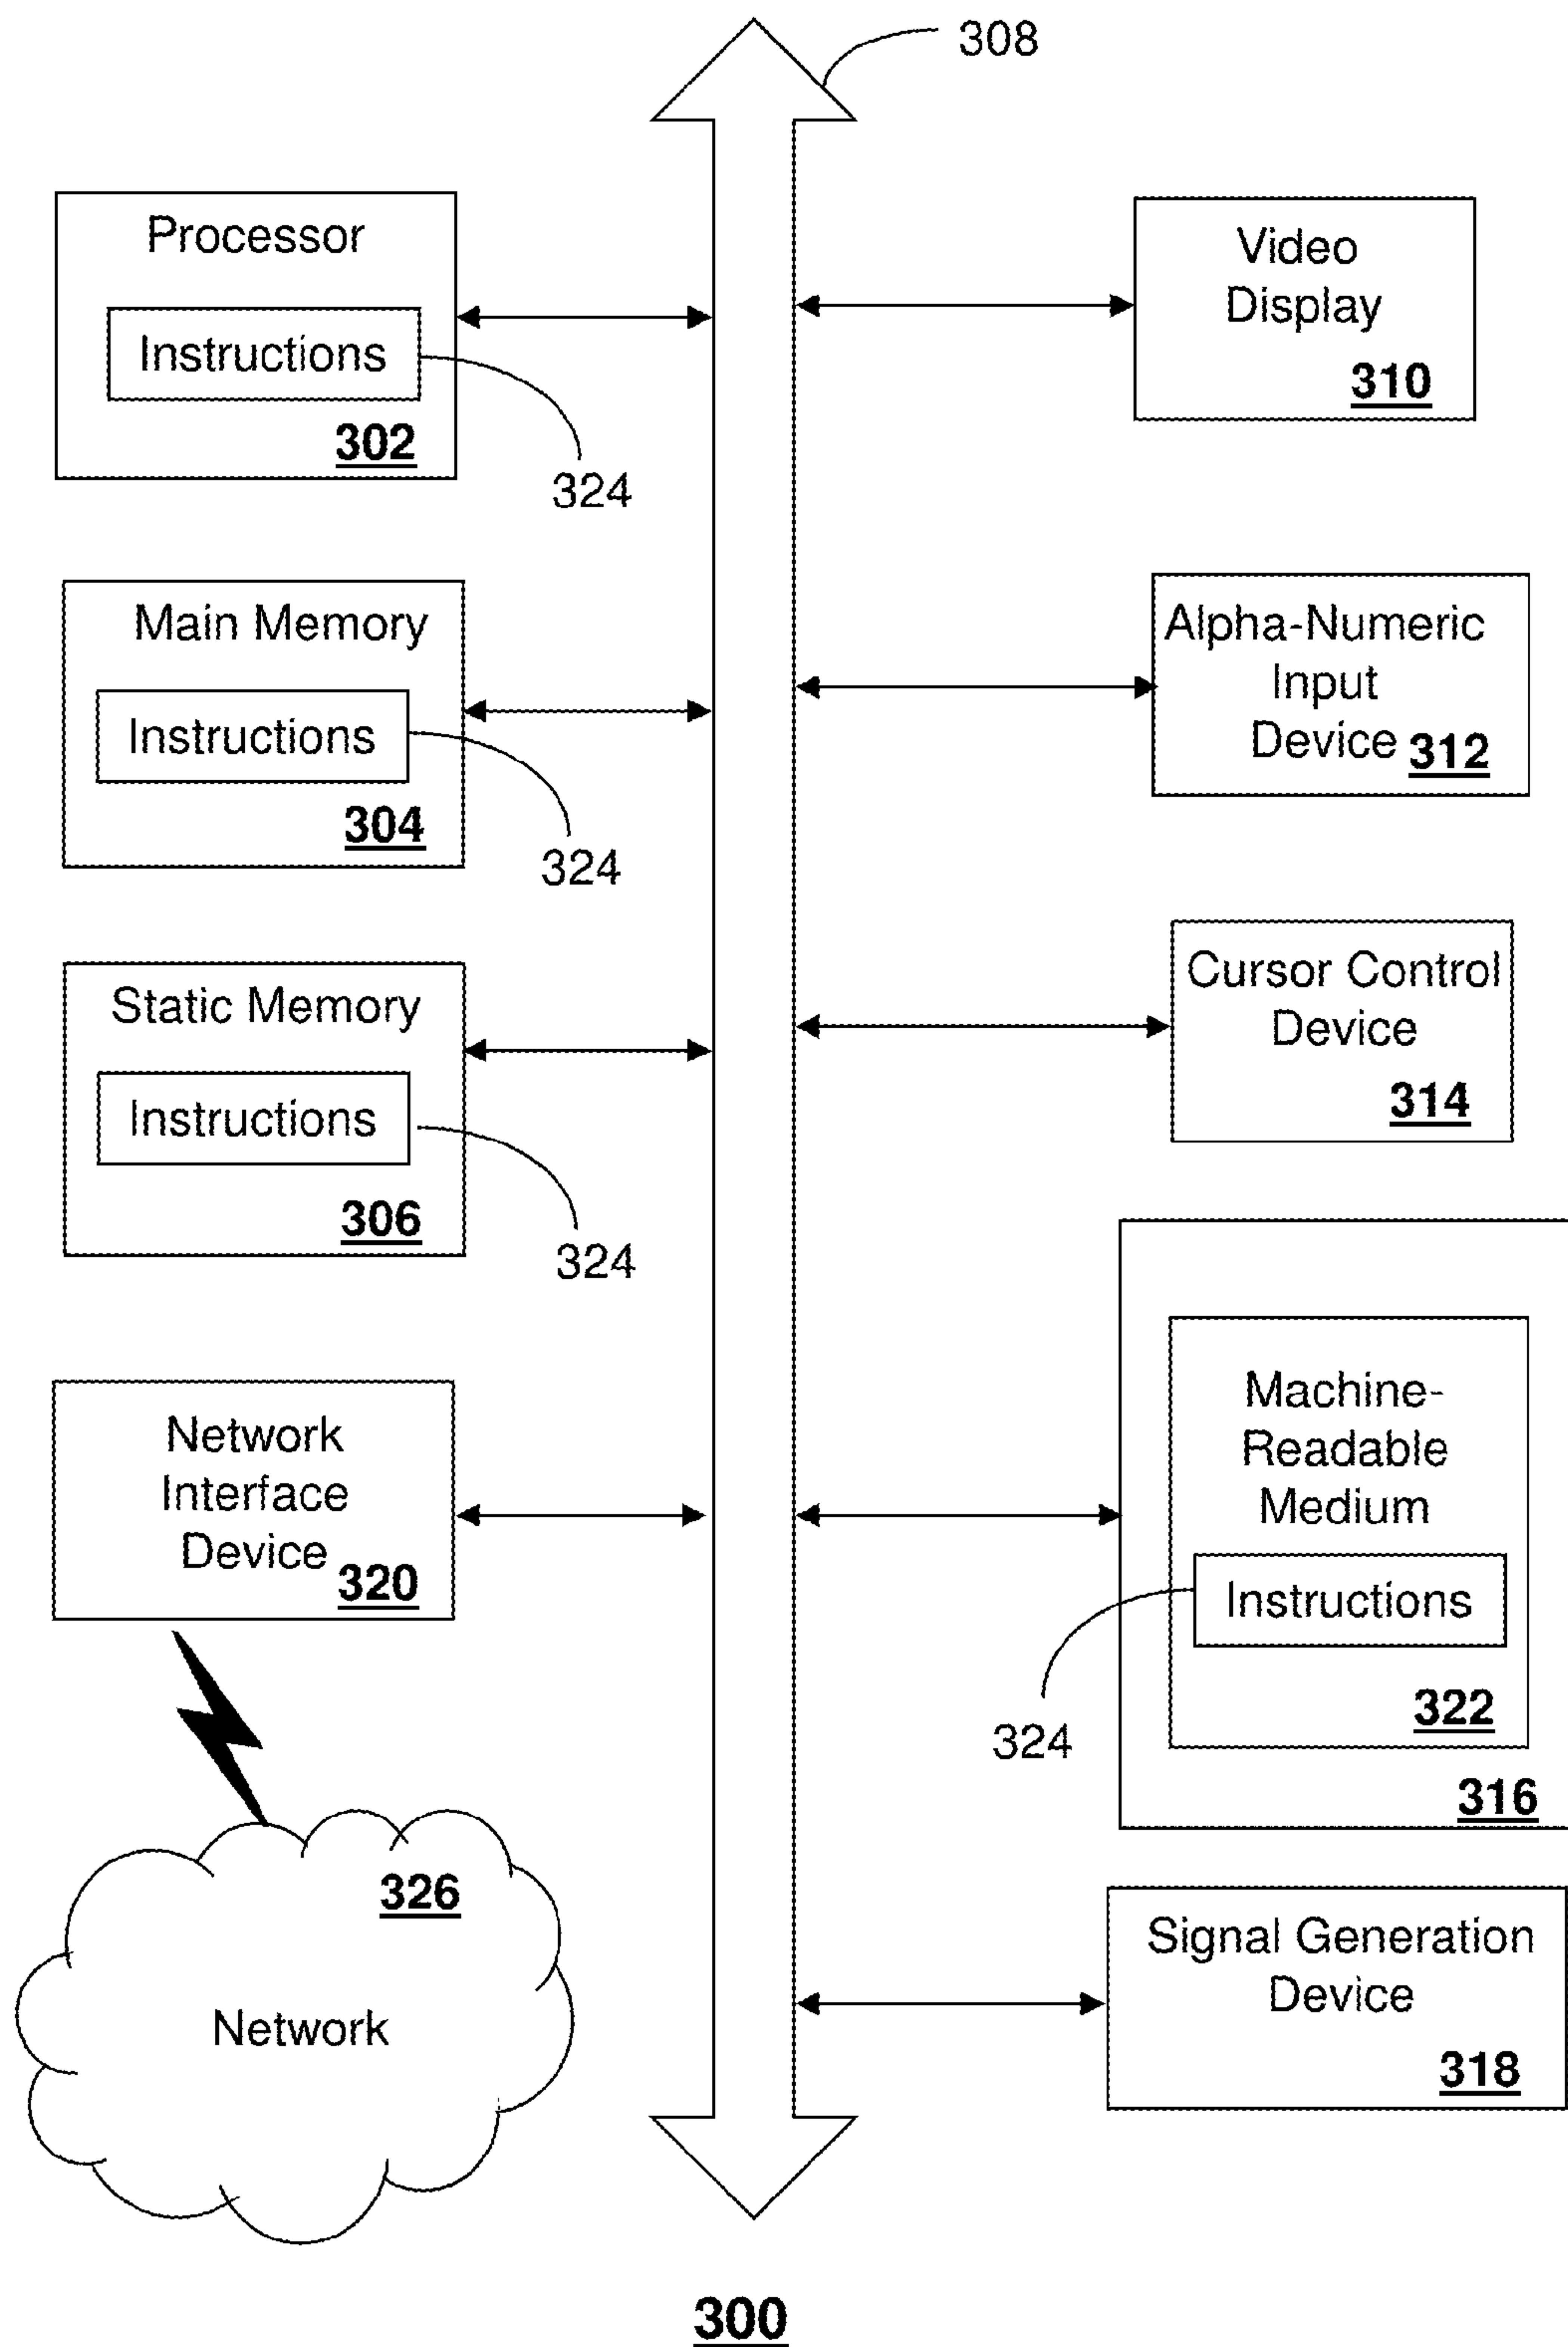 308
Processor
Instructions
302
324
Video
Display
310
Main Memory
Instructions
304
324
Alpha-Numeric
Input
Device 312
Static Memory
Instructions
306
324
Cursor Control
Device
314
Network
Interface
Device
320
Machine-
Readable
Medium
Instructions
322
324
316
326
Network
Signal Generation
Device
318
300